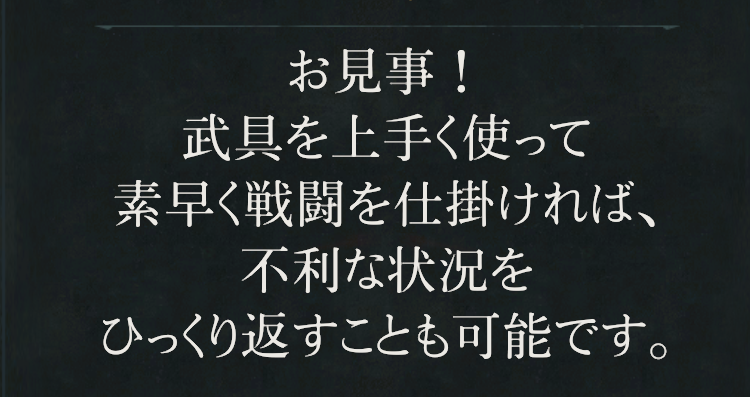 お見事！
武具を上手く使って
素早く戦闘を仕掛ければ、
不利な状況を
ひっくり返すことも可能です。